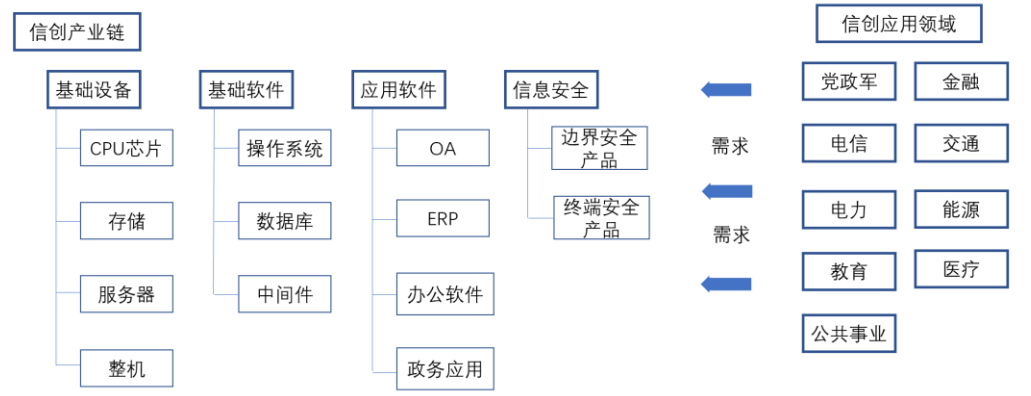 信创产业链
信创应用领域
基础设备
基础软件
应用软件
信息安全
CPU芯片
存储
服务器
整机
操作系统
数据库
中间件
OA
ERP
办公软件
政务应用
边界安全
产品
终端安全
产品
需求
需求
党政军
金融
电信
交通
电力
能源
教育
医疗
公共事业